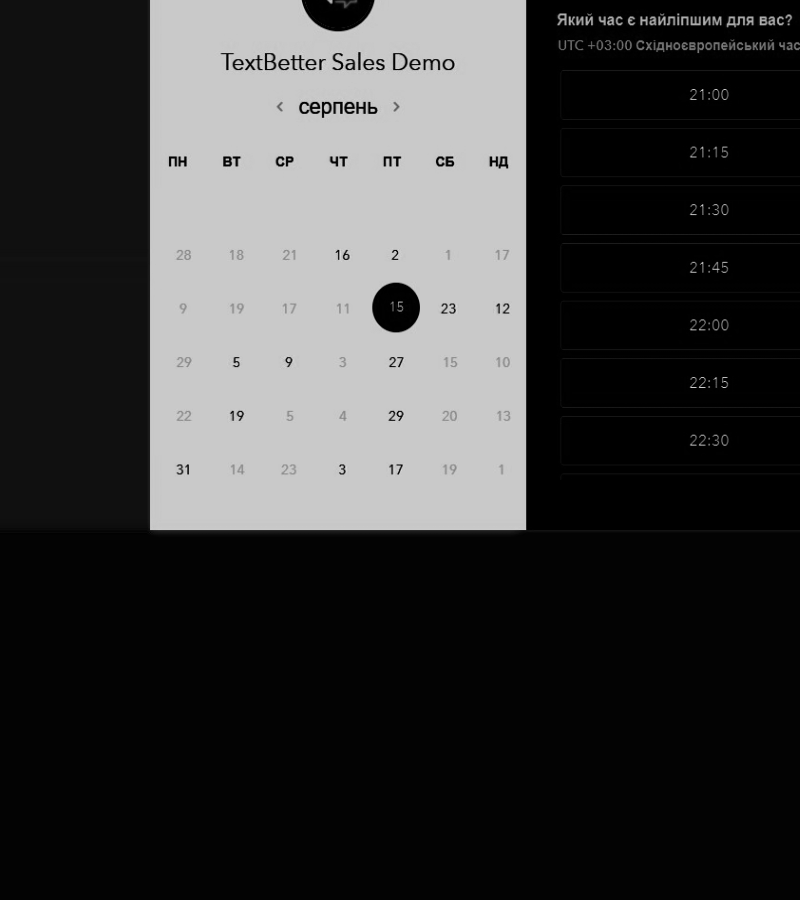 TextBetter Sales Demo
< серпень >
ПН ВТ СР ЧТ ПТ СБ НД
28 18 21 16 2 1 17
9 19 17 11 15 23 12
29 5 9 3 27 15 10
22 19 5 4 29 20 13
31 14 23 3 17 19 1
Який час є найліпшим для вас?
UTC +03:00 Східноєвропейський час
21:00
21:15
21:30
21:45
22:00
22:15
22:30